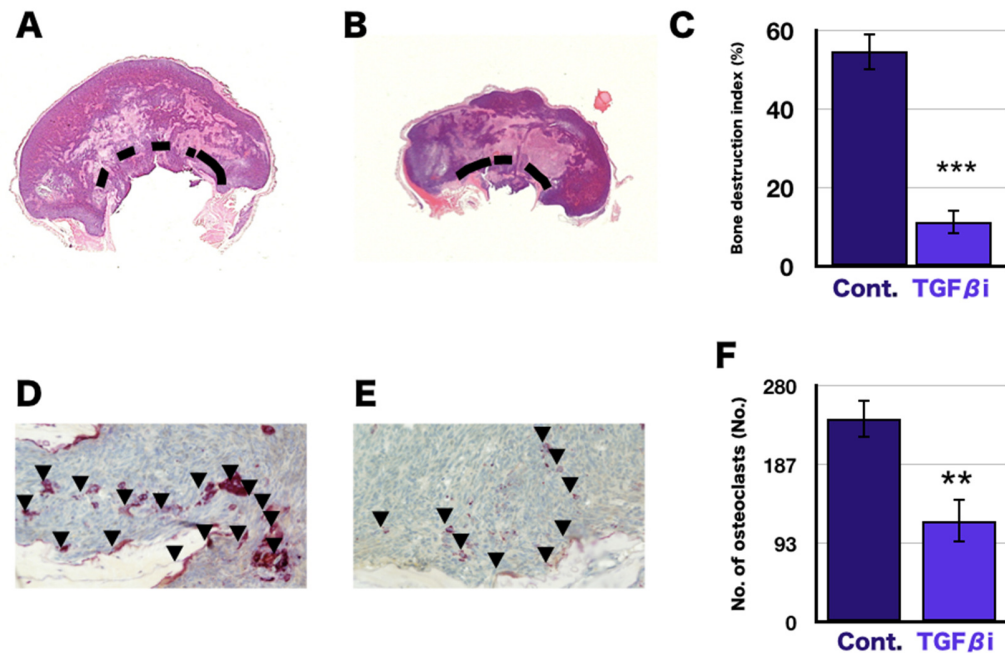 A
B
C
Bone destruction index (%)
60
40
20
0
***
Cont. TGFβi
D
E
F
No. of osteoclasts (No.)
280
187
93
0
**
Cont. TGFβi